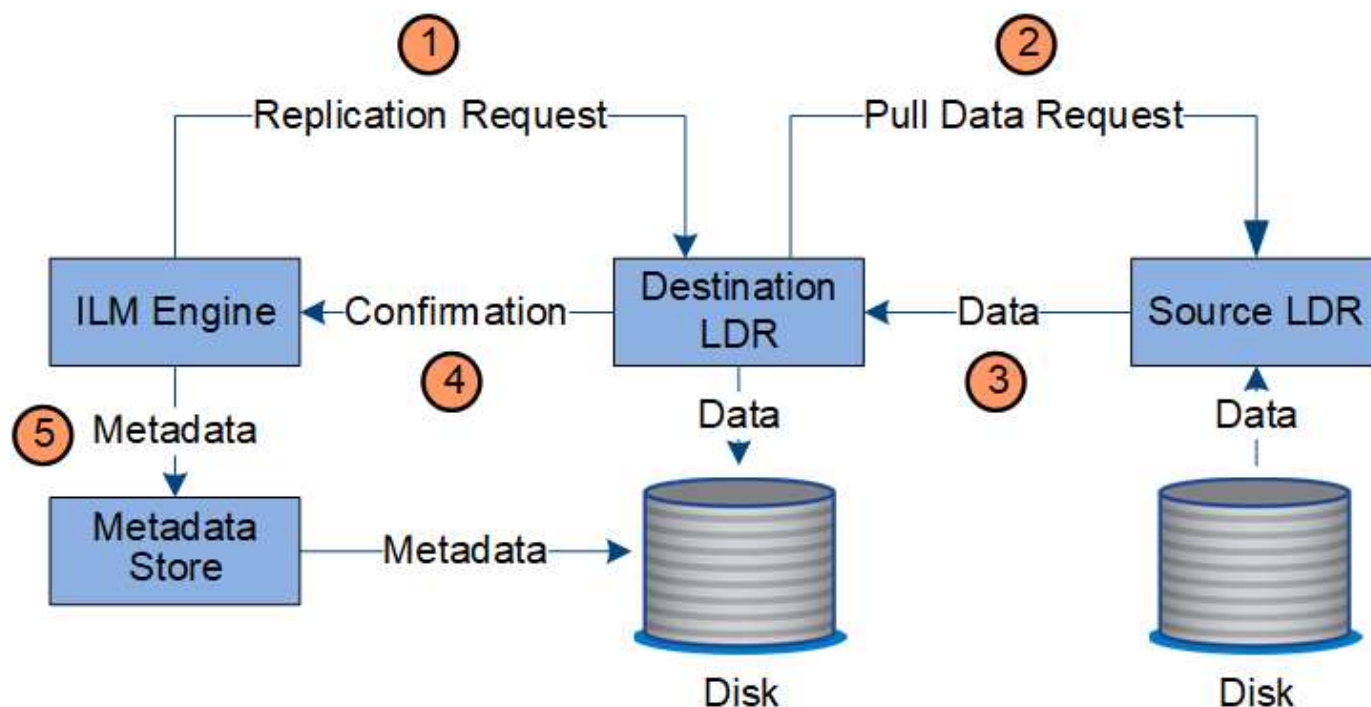 1
2
Replication Request
Pull Data Request
ILM Engine
Confirmation
Destination
LDR
Data
Source LDR
4
3
5
Metadata
Data
Data
Metadata
Store
Metadata
Disk
Disk